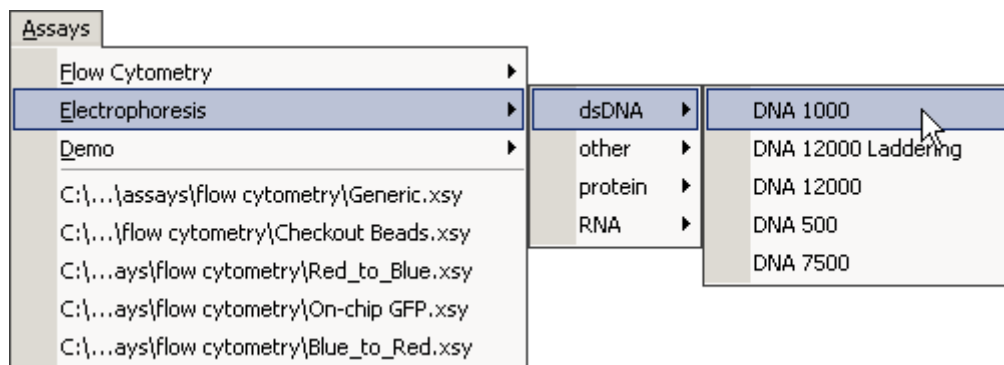 Assays
Flow Cytometry
Electrophoresis
Demo
C:\...\assays\flow cytometry\Generic.xsy
C:\...\flow cytometry\Checkout Beads.xsy
C:\...ays\flow cytometry\Red_to_Blue.xsy
C:\...ays\flow cytometry\On-chip GFP.xsy
C:\...ays\flow cytometry\Blue_to_Red.xsy
dsDNA
other
protein
RNA
DNA 1000
DNA 12000 Laddering
DNA 12000
DNA 500
DNA 7500